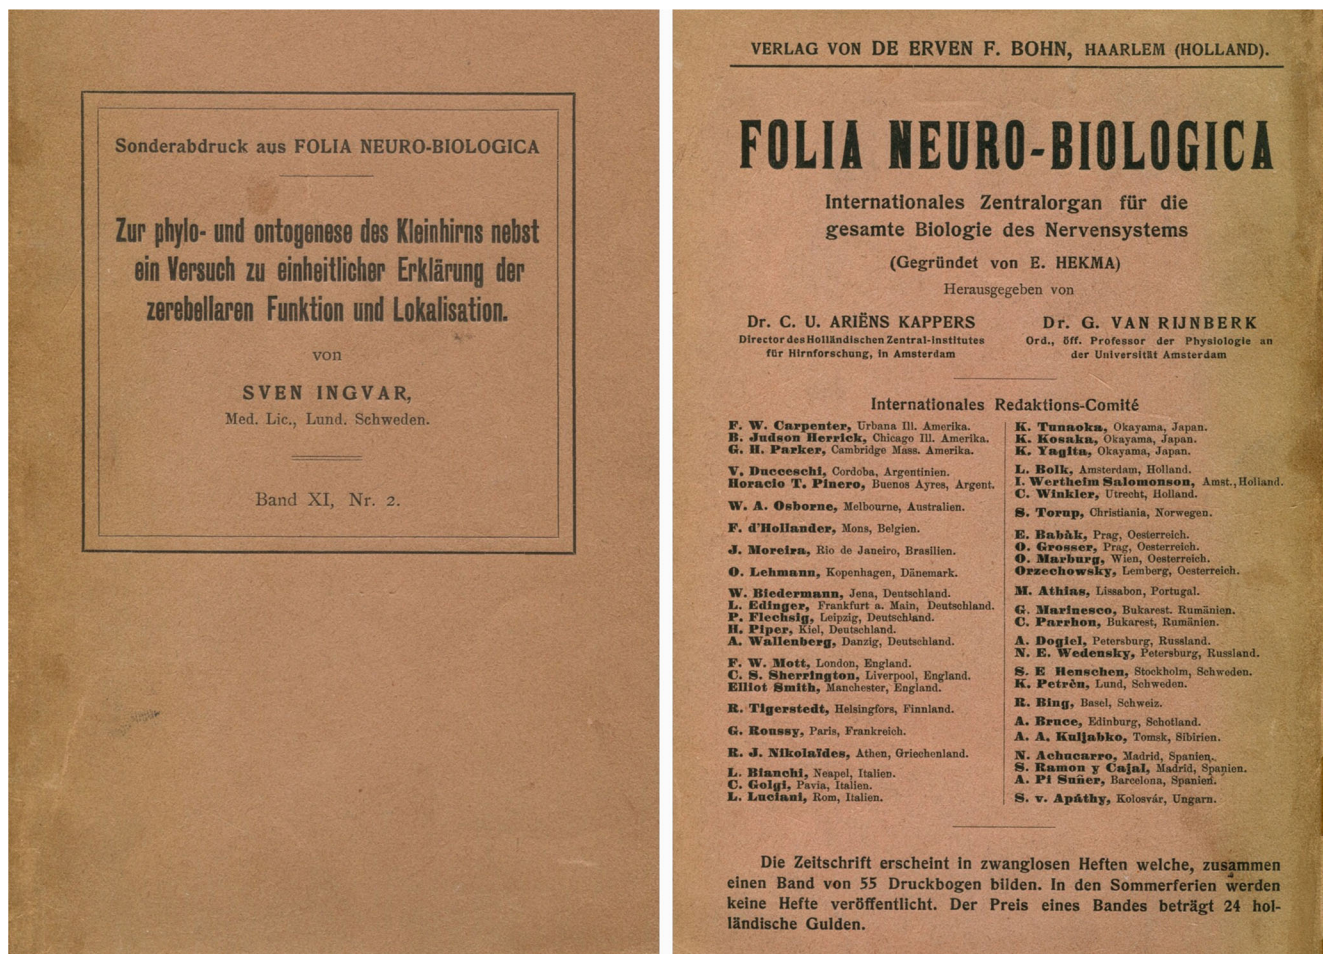 Sonderabdruck aus FOLIA NEURO-BIOLOGICA
Zur phylo- und ontogenese des Kleinhirns nebst
ein Versuch zu einheitlicher Erklärung der
zerebellaren Funktion und Lokalisation.
von
SVEN INGVAR,
Med. Lic., Lund. Schweden.
Band XI, Nr. 2.
VERLAG VON DE ERVEN F. BOHN, HAARLEM (HOLLAND).
FOLIA NEURO-BIOLOGICA
Internationales Zentralorgan für die
gesamte Biologie des Nervensystems
(Gegründet von E. HEKMA)
Herausgegeben von
Dr. C. U. ARIËNS KAPPERS
Director des Holländischen Zentral-Institutes
für Hirnforschung, in Amsterdam
Dr. G. VAN RIJNBERK
Ord., öff. Professor der Physiologie an
der Universität Amsterdam
Internationales Redaktions-Comité
F. W. Carpenter, Urbana Ill. Amerika.
B. Judson Herrick, Chicago Ill. Amerika.
G. H. Parker, Cambridge Mass. Amerika.
V. Ducceschi, Cordoba, Argentinien.
Horacio T. Pinero, Buenos Ayres, Argent.
W. A. Osborne, Melbourne, Australien.
F. d'Hollander, Mons, Belgien.
J. Moreira, Rio de Janeiro, Brasilien.
O. Lehmann, Kopenhagen, Dänemark.
W. Biedermann, Jena, Deutschland.
L. Edinger, Frankfurt a. Main, Deutschland.
P. Flechsig, Leipzig, Deutschland.
H. Piper, Kiel, Deutschland.
A. Wallenberg, Danzig, Deutschland.
F. W. Mott, London, England.
C. S. Sherrington, Liverpool, England.
Elliot Smith, Manchester, England.
R. Tigerstedt, Helsingfors, Finnland.
G. Roussy, Paris, Frankreich.
R. J. Nikolaïdes, Athen, Griechenland.
L. Bianchi, Neapel, Italien.
C. Golgi, Pavia, Italien.
L. Luciani, Rom, Italien.
K. Tunaoka, Okayama, Japan.
K. Kosaka, Okayama, Japan.
K. Yagita, Okayama, Japan.
L. Bolk, Amsterdam, Holland.
I. Wertheim Salomonson, Amst., Holland.
C. Winkler, Utrecht, Holland.
S. Torup, Christiania, Norwegen.
E. Babàk, Prag, Oesterreich.
O. Grosser, Prag, Oesterreich.
O. Marburg, Wien, Oesterreich.
Orzechowsky, Lemberg, Oesterreich.
M. Athias, Lissabon, Portugal.
G. Marinesco, Bukarest. Rumänien.
C. Parrhon, Bukarest, Rumänien.
A. Dogiel, Petersburg, Russland.
N. E. Wedensky, Petersburg, Russland.
S. E Henschen, Stockholm, Schweden.
K. Petrèn, Lund, Schweden.
R. Bing, Basel, Schweiz.
A. Bruce, Edinburg, Schotland.
A. A. Kuljabko, Tomsk, Sibirien.
N. Achucarro, Madrid, Spanien.
S. Ramon y Cajal, Madrid, Spanien.
A. Pi Suñer, Barcelona, Spanien.
S. v. Apáthy, Kolosvár, Ungarn.
Die Zeitschrift erscheint in zwanglosen Heften welche, zusammen
einen Band von 55 Druckbogen bilden. In den Sommerferien werden
keine Hefte veröffentlicht. Der Preis eines Bandes beträgt 24 hol-
ländische Gulden.